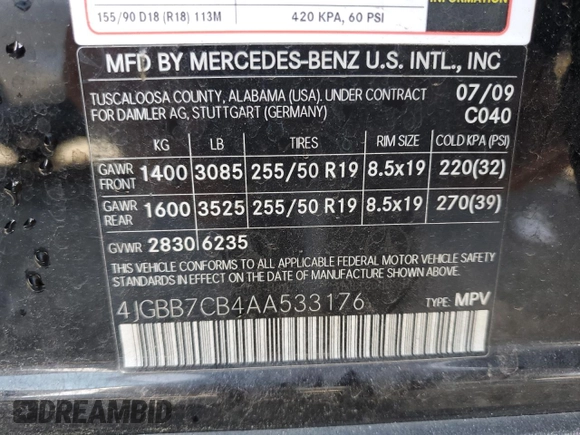 INFORMATION
155/90 D18 (R18) 113M 420 KPA, 60 PSI
MFD BY MERCEDES-BENZ U.S. INTL., INC
TUSCALOOSA COUNTY, ALABAMA (USA). UNDER CONTRACT 07/09
FOR DAIMLER AG, STUTTGART (GERMANY) C040
KG LB TIRES RIM SIZE COLD KPA (PSI)
GAWR FRONT 1400 3085 255/50 R19 8.5x19 220(32)
GAWR REAR 1600 3525 255/50 R19 8.5x19 270(39)
GVWR 2830 6235
THIS VEHICLE CONFORMS TO ALL APPLICABLE FEDERAL MOTOR VEHICLE SAFETY
STANDARDS IN EFFECT ON THE DATE OF MANUFACTURE SHOWN ABOVE.
4JGBB7CB4AA533176 TYPE: MPV
DREAMBID